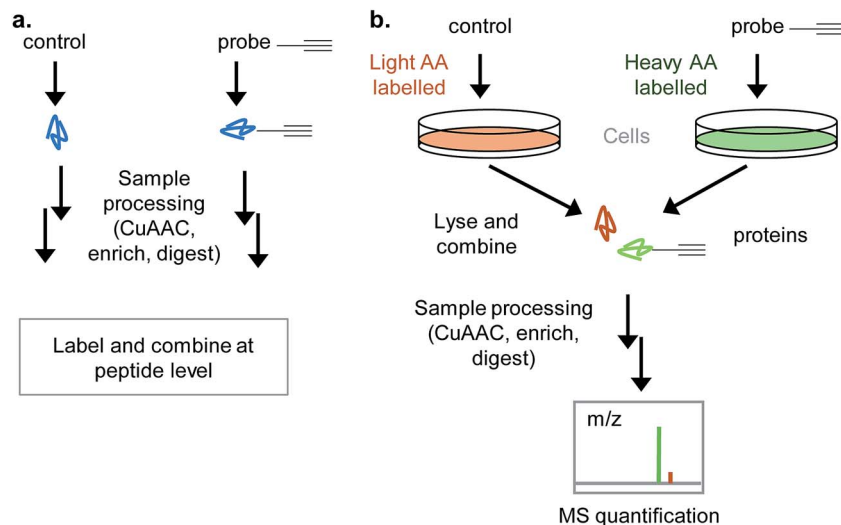 a.
control
probe
Sample
processing
(CuAAC,
enrich, digest)
Label and combine at
peptide level
b.
control
probe
Light AA
labelled
Heavy AA
labelled
Cells
Lyse and
combine
proteins
Sample processing
(CuAAC, enrich,
digest)
m/z
MS quantification